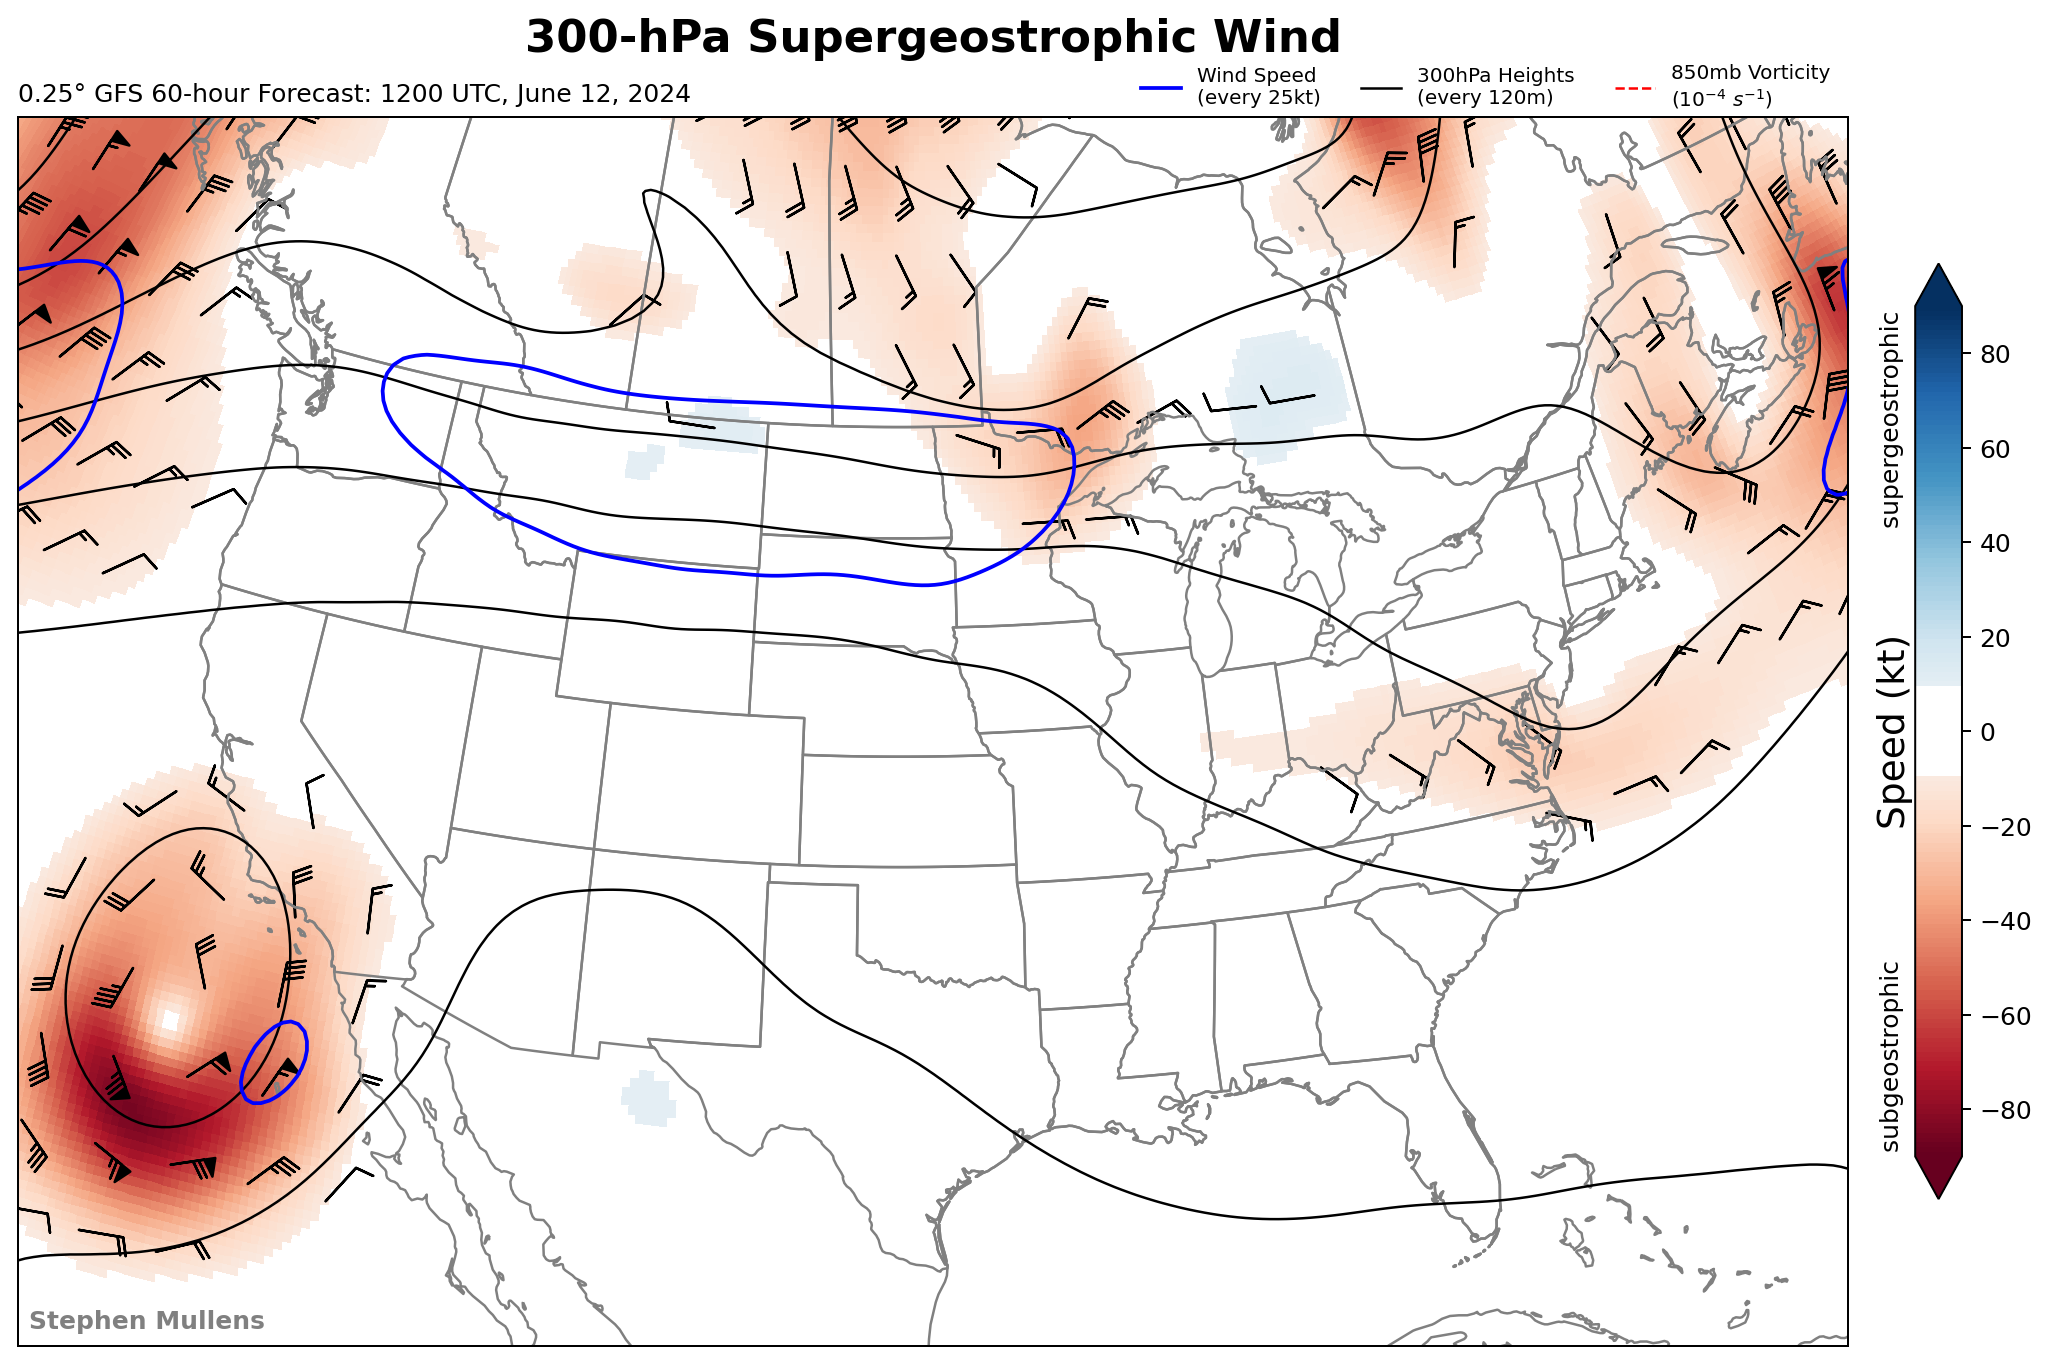 300-hPa Supergeostrophic Wind
0.25° GFS 60-hour Forecast: 1200 UTC, June 12, 2024
Wind Speed
(every 25kt)
300hPa Heights
(every 120m)
850mb Vorticity
(10⁻⁴ s⁻¹)
supergeostrophic
subgeostrophic
Speed (kt)
80
60
40
20
0
−20
−40
−60
−80
Stephen Mullens